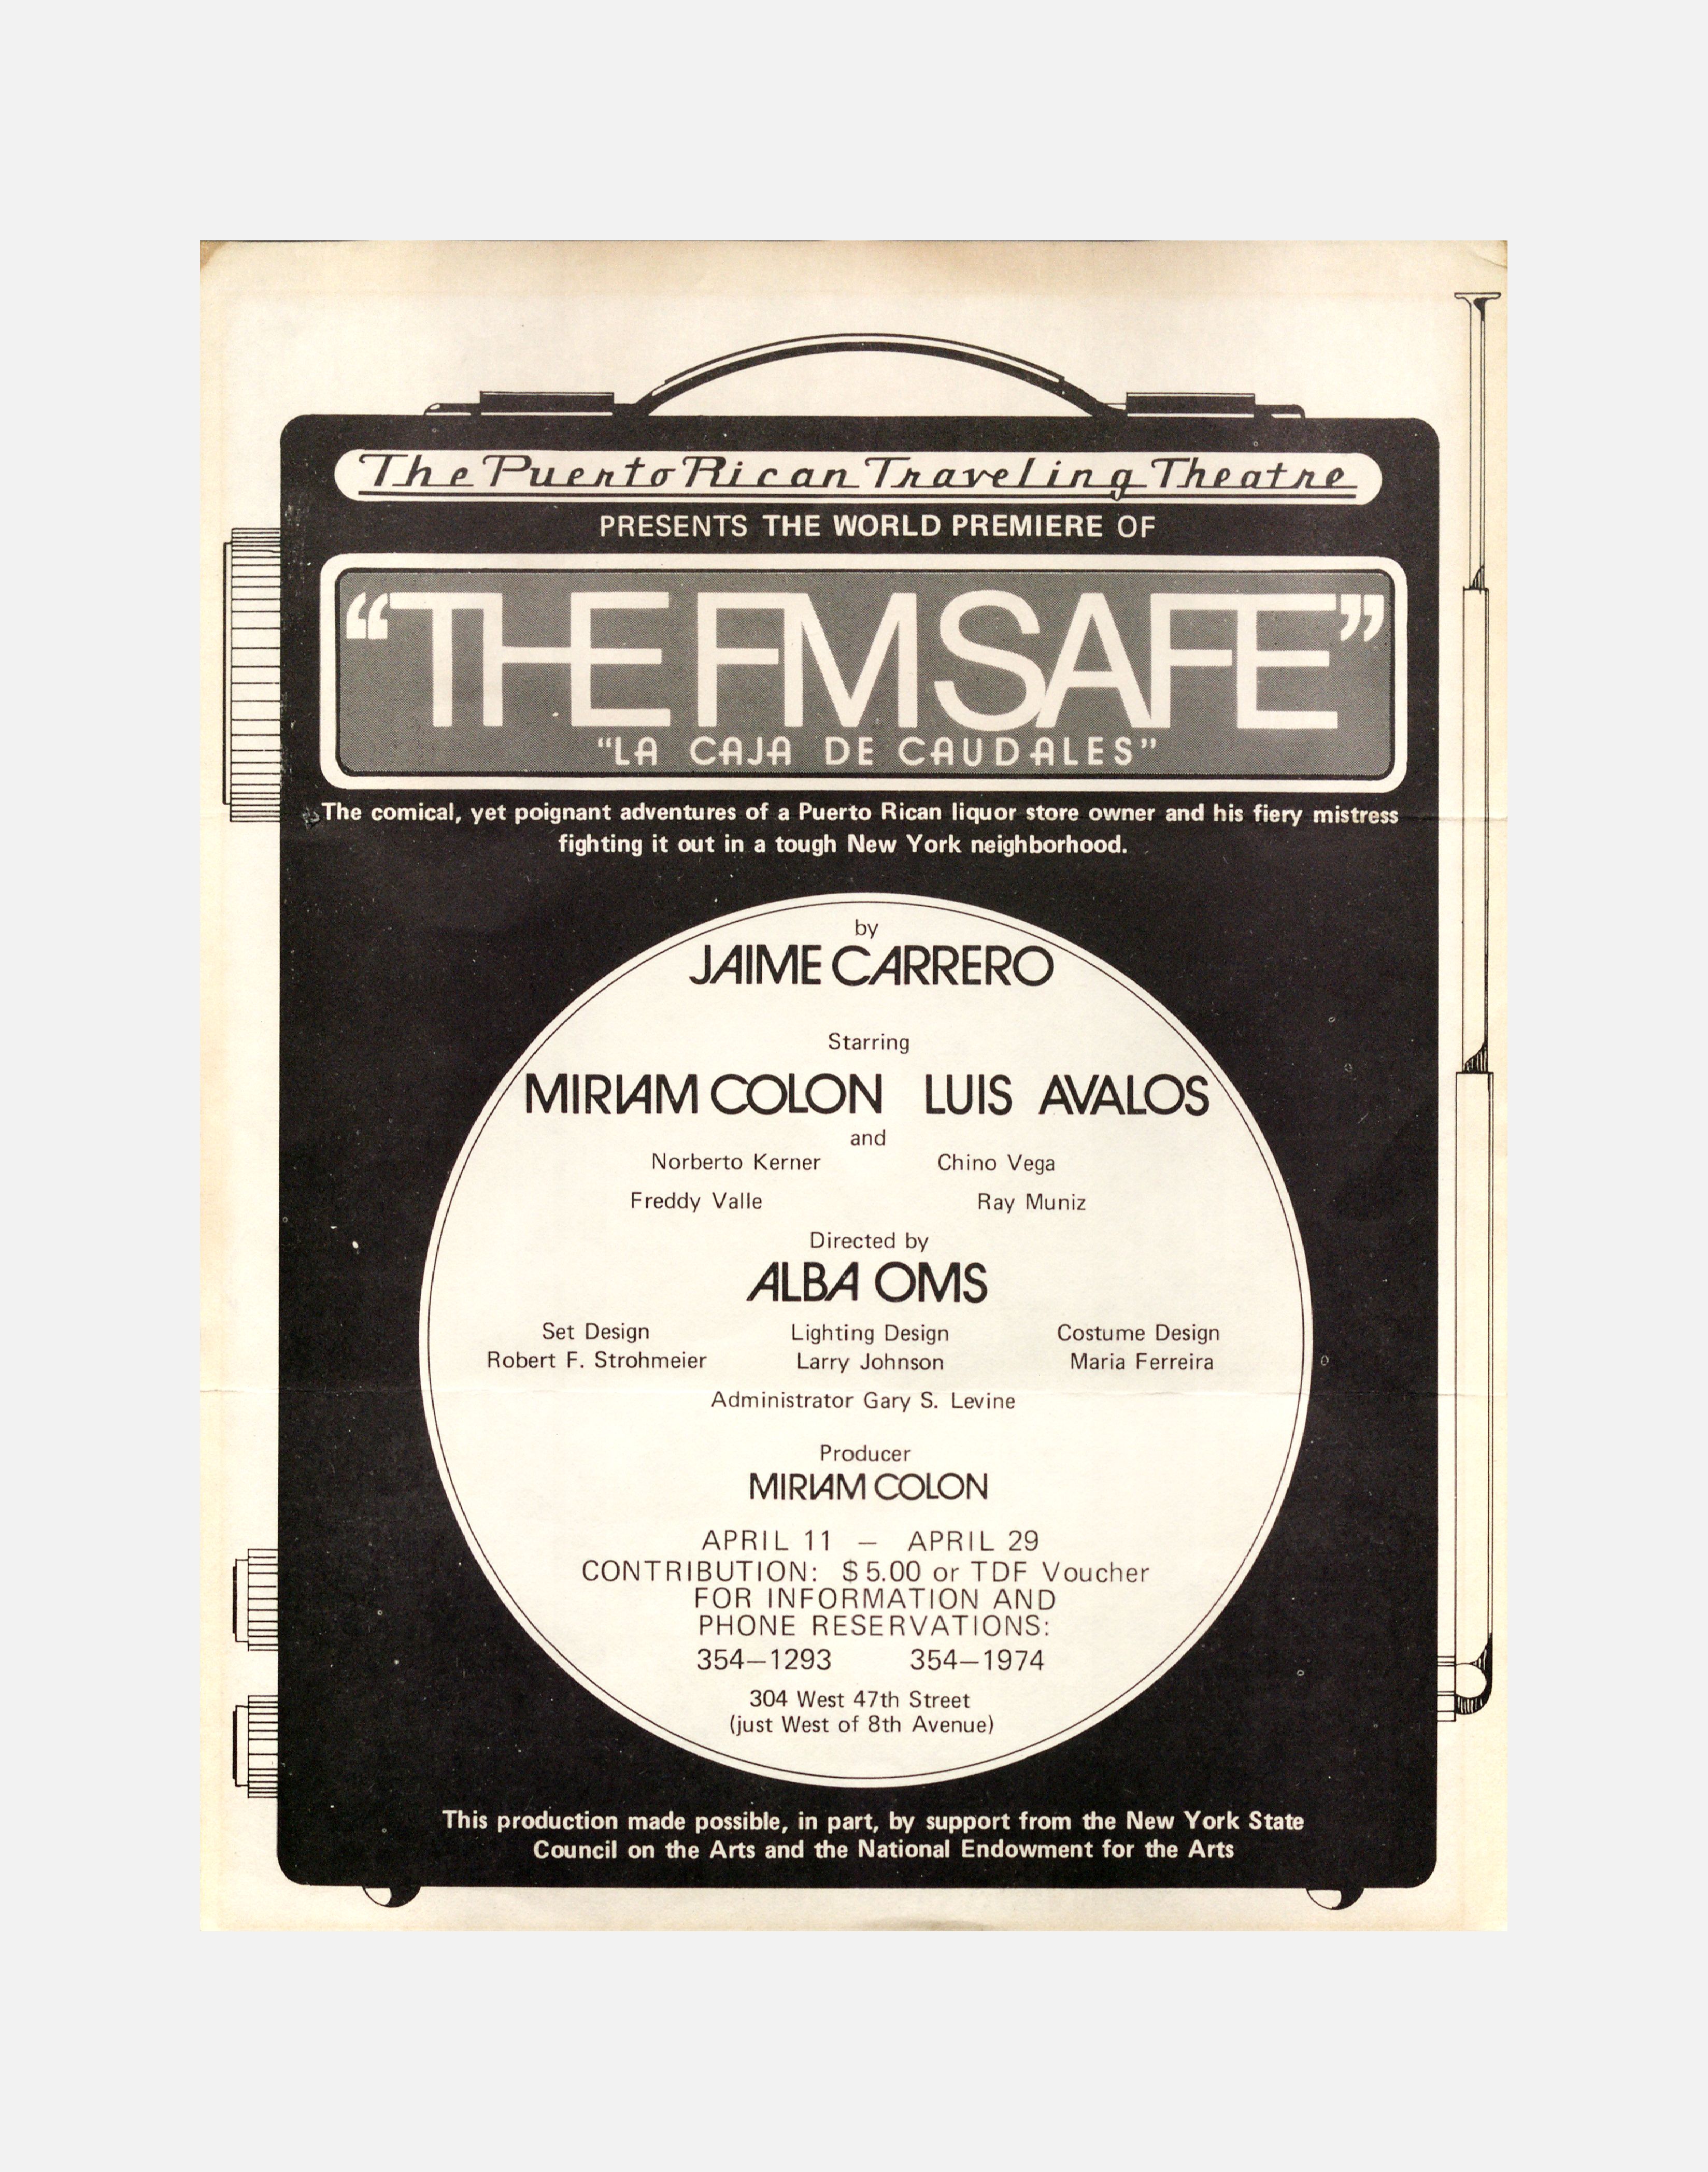 The Puerto Rican Traveling Theatre
PRESENTS THE WORLD PREMIERE OF
“THE FM SAFE”
“LA CAJA DE CAUDALES”
The comical, yet poignant adventures of a Puerto Rican liquor store owner and his fiery mistress
fighting it out in a tough New York neighborhood.
by
JAIME CARRERO
Starring
MIRIAM COLON LUIS AVALOS
and
Norberto Kerner Chino Vega
Freddy Valle Ray Muniz
Directed by
ALBA OMS
Set Design Lighting Design Costume Design
Robert F. Strohmeier Larry Johnson Maria Ferreira
Administrator Gary S. Levine
Producer
MIRIAM COLON
APRIL 11 — APRIL 29
CONTRIBUTION: $5.00 or TDF Voucher
FOR INFORMATION AND
PHONE RESERVATIONS:
354—1293 354—1974
304 West 47th Street
(just West of 8th Avenue)
This production made possible, in part, by support from the New York State
Council on the Arts and the National Endowment for the Arts